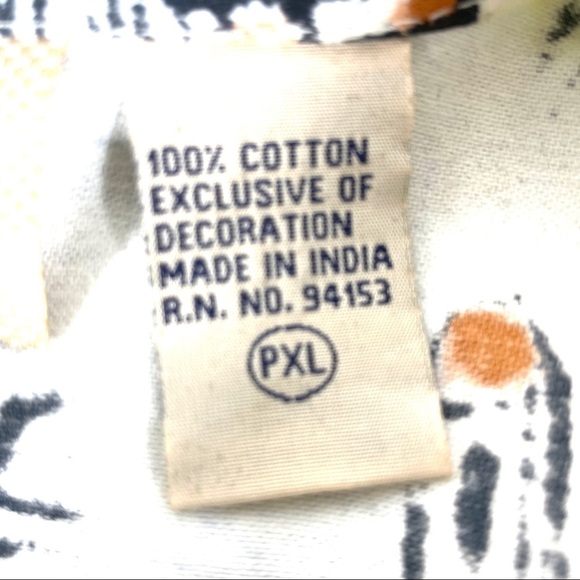 100% COTTON
EXCLUSIVE OF
DECORATION
MADE IN INDIA
R.N. NO. 94153
PXL